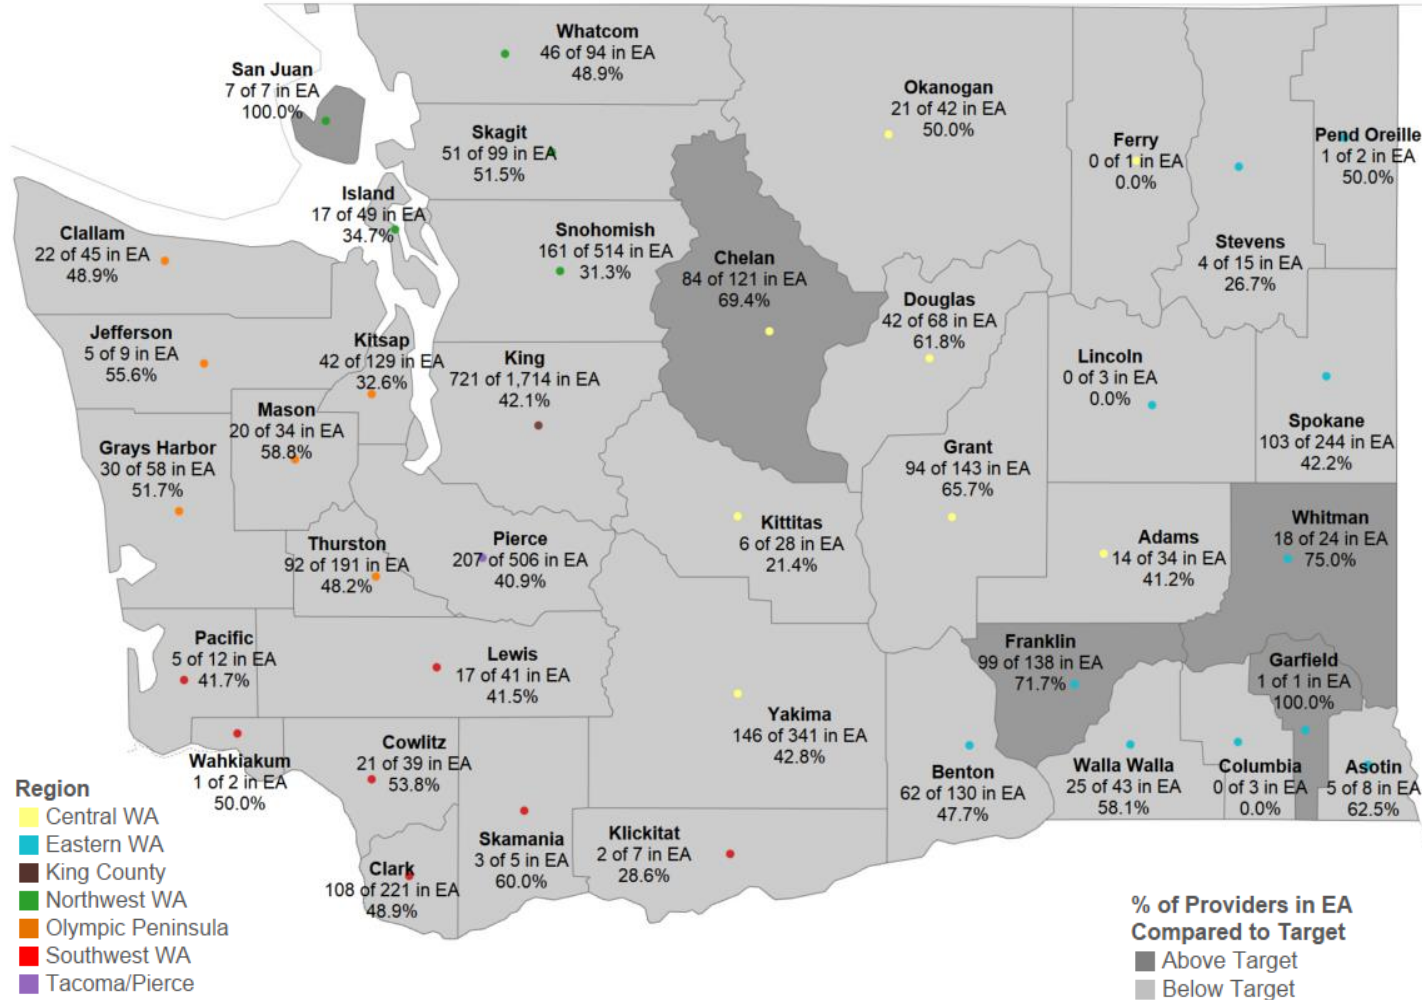 Whatcom
46 of 94 in EA
48.9%
San Juan
7 of 7 in EA
100.0%
Okanogan
21 of 42 in EA
50.0%
Skagit
51 of 99 in EA
51.5%
Ferry
0 of 1 in EA
0.0%
Pend Oreille
1 of 2 in EA
50.0%
Island
17 of 49 in EA
34.7%
Clallam
22 of 45 in EA
48.9%
Snohomish
161 of 514 in EA
31.3%
Chelan
84 of 121 in EA
69.4%
Stevens
4 of 15 in EA
26.7%
Douglas
42 of 68 in EA
61.8%
Jefferson
5 of 9 in EA
55.6%
Kitsap
42 of 129 in EA
32.6%
King
721 of 1,714 in EA
42.1%
Lincoln
0 of 3 in EA
0.0%
Mason
20 of 34 in EA
58.8%
Spokane
103 of 244 in EA
42.2%
Grays Harbor
30 of 58 in EA
51.7%
Grant
94 of 143 in EA
65.7%
Kittitas
6 of 28 in EA
21.4%
Whitman
18 of 24 in EA
75.0%
Thurston
92 of 191 in EA
48.2%
Pierce
207 of 506 in EA
40.9%
Adams
14 of 34 in EA
41.2%
Pacific
5 of 12 in EA
41.7%
Lewis
17 of 41 in EA
41.5%
Franklin
99 of 138 in EA
71.7%
Garfield
1 of 1 in EA
100.0%
Yakima
146 of 341 in EA
42.8%
Wahkiakum
1 of 2 in EA
50.0%
Cowlitz
21 of 39 in EA
53.8%
Benton
62 of 130 in EA
47.7%
Walla Walla
25 of 43 in EA
58.1%
Columbia
0 of 3 in EA
0.0%
Asotin
5 of 8 in EA
62.5%
Skamania
3 of 5 in EA
60.0%
Klickitat
2 of 7 in EA
28.6%
Clark
108 of 221 in EA
48.9%
Region
Central WA
Eastern WA
King County
Northwest WA
Olympic Peninsula
Southwest WA
Tacoma/Pierce
% of Providers in EA
Compared to Target
Above Target
Below Target